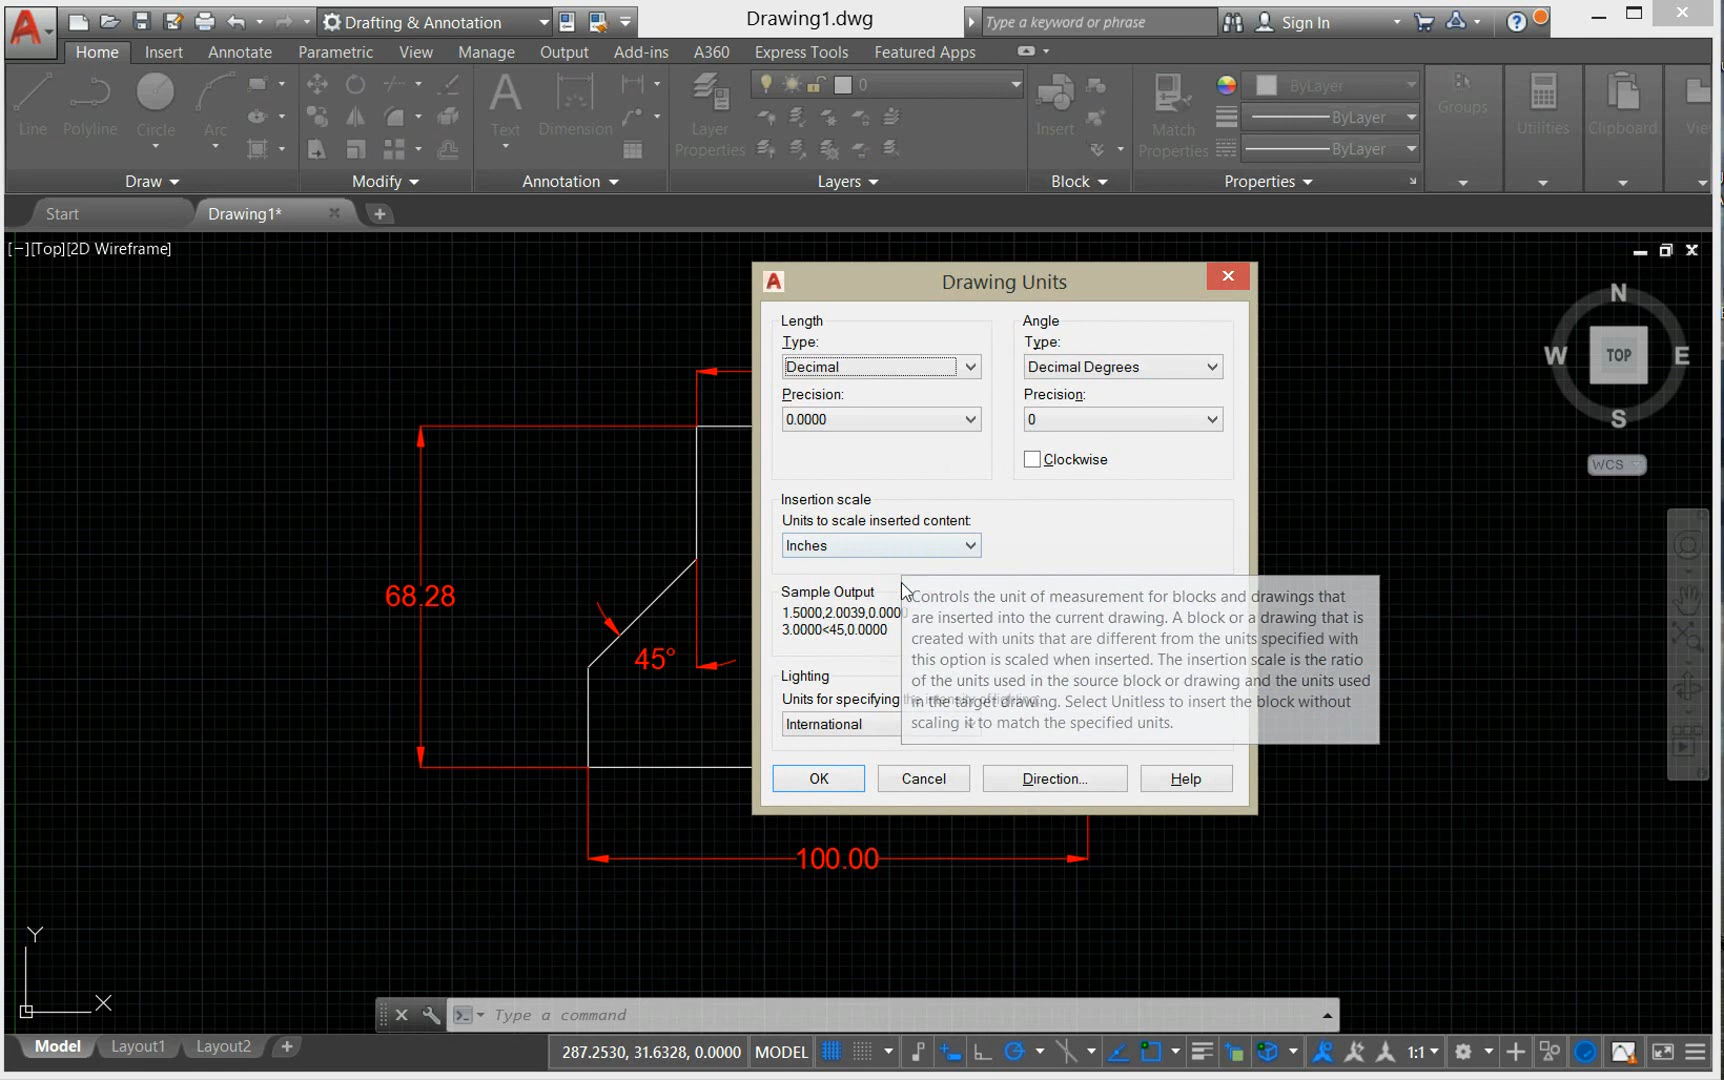 Drafting & Annotation
Drawing1.dwg
Type a keyword or phrase
Sign In
Home
Insert
Annotate
Parametric
View
Manage
Output
Add-ins
A360
Express Tools
Featured Apps
Line
Polyline
Circle
Arc
Text
Dimension
Layer
Properties
0
Insert
Match
Properties
ByLayer
ByLayer
ByLayer
Groups
Utilities
Clipboard
Draw
Modify
Annotation
Layers
Block
Properties
Start
Drawing1*
[−][Top][2D Wireframe]
Drawing Units
Length
Type:
Decimal
Precision:
0.0000
Angle
Type:
Decimal Degrees
Precision:
0
Clockwise
Insertion scale
Units to scale inserted content:
Inches
Sample Output
1.5000,2.0039,0.0000
3.0000<45,0.0000
Lighting
Units for specifying the intensity of lighting:
International
Controls the unit of measurement for blocks and drawings that
are inserted into the current drawing. A block or a drawing that is
created with units that are different from the units specified with
this option is scaled when inserted. The insertion scale is the ratio
of the units used in the source block or drawing and the units used
in the target drawing. Select Unitless to insert the block without
scaling it to match the specified units.
OK
Cancel
Direction...
Help
N
W
TOP
E
S
WCS
68.28
45°
100.00
Y
X
Type a command
Model
Layout1
Layout2
287.2530, 31.6328, 0.0000
MODEL
1:1